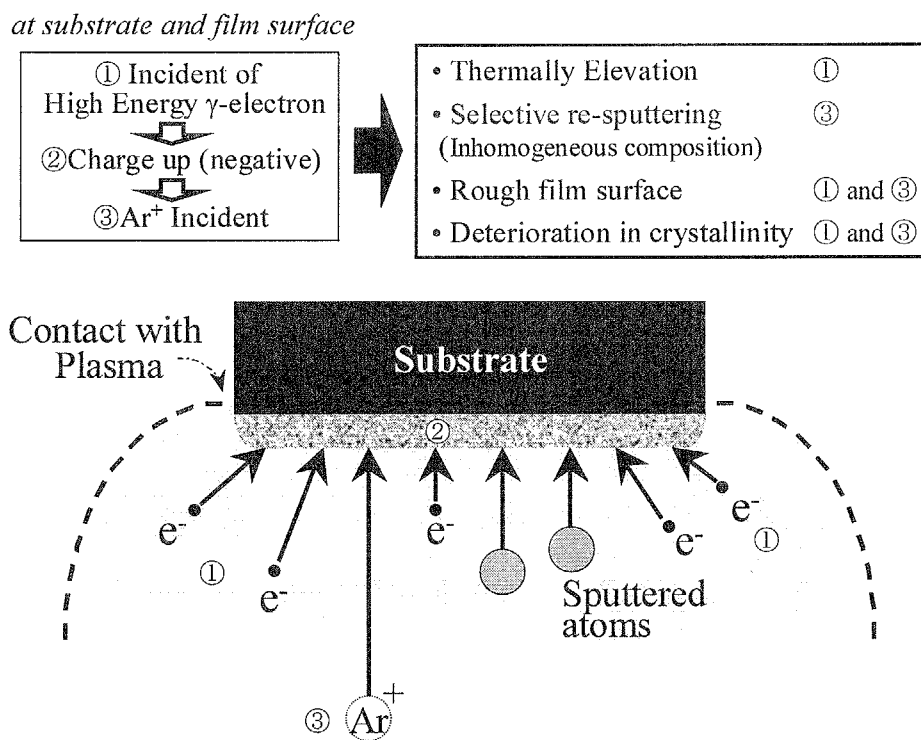 at substrate and film surface
① Incident of
High Energy γ-electron
②Charge up (negative)
③Ar⁺ Incident
• Thermally Elevation ①
• Selective re-sputtering ③
(Inhomogeneous composition)
• Rough film surface ① and ③
• Deterioration in crystallinity ① and ③
Contact with
Plasma
Substrate
②
e⁻
e⁻
e⁻
e⁻
e⁻
①
①
Sputtered
atoms
③ Ar⁺